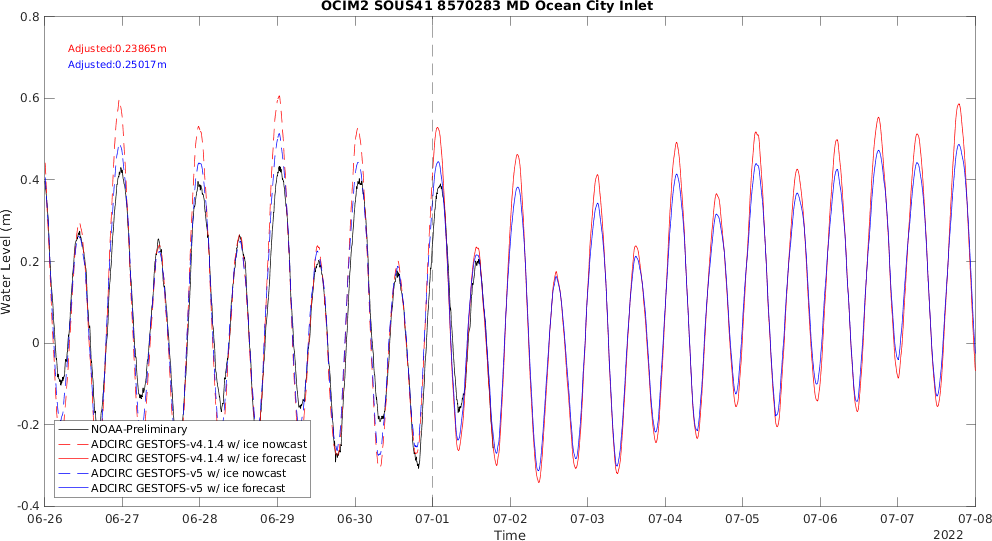 OCIM2 SOUS41 8570283 MD Ocean City Inlet
0.8
Adjusted:0.23865m
Adjusted:0.25017m
0.6
0.4
0.2
0
-0.2
-0.4
Water Level (m)
NOAA-Preliminary
ADCIRC GESTOFS-v4.1.4 w/ ice nowcast
ADCIRC GESTOFS-v4.1.4 w/ ice forecast
ADCIRC GESTOFS-v5 w/ ice nowcast
ADCIRC GESTOFS-v5 w/ ice forecast
06-26 06-27 06-28 06-29 06-30 07-01 07-02 07-03 07-04 07-05 07-06 07-07 07-08
Time
2022